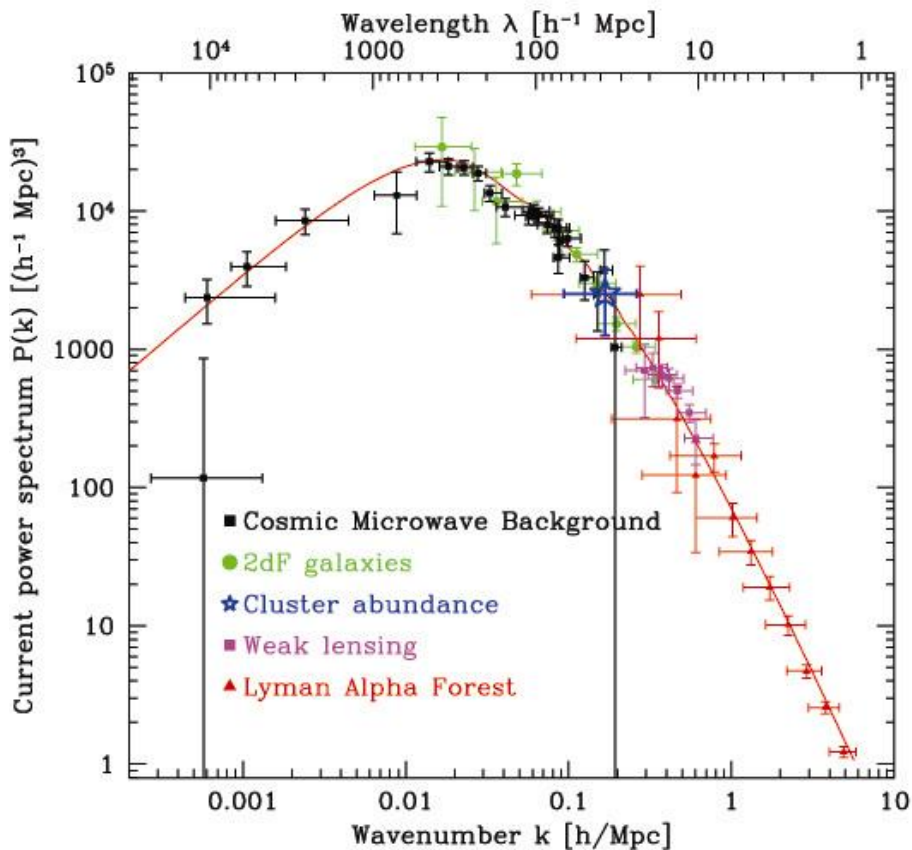 Wavelength λ [h⁻¹ Mpc]
10⁴ 1000 100 10 1
10⁵
10⁴
1000
100
10
1
Current power spectrum P(k) [(h⁻¹ Mpc)³]
Cosmic Microwave Background
2dF galaxies
Cluster abundance
Weak lensing
Lyman Alpha Forest
0.001 0.01 0.1 1 10
Wavenumber k [h/Mpc]